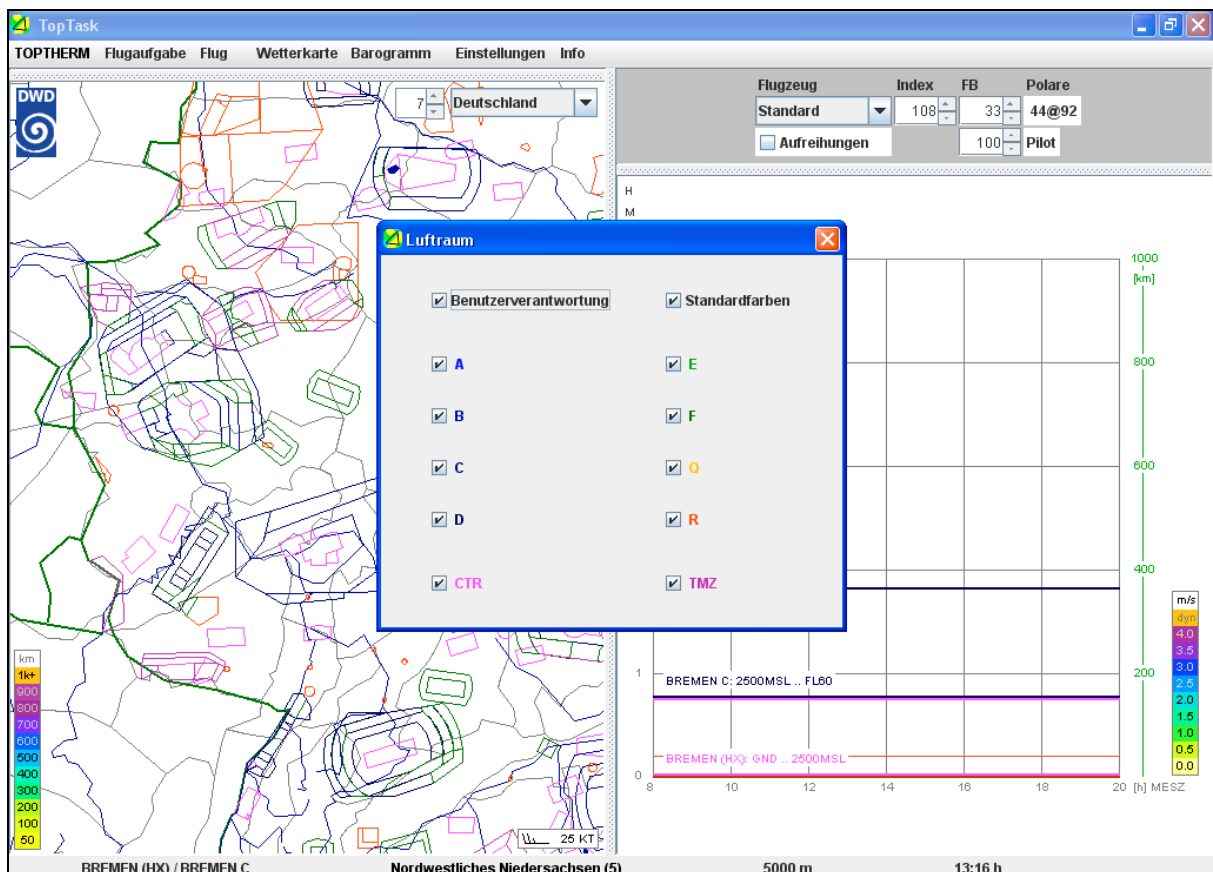 TopTask
TOPTHERM Flugaufgabe Flug Wetterkarte Barogramm Einstellungen Info
DWD
7 Deutschland
Flugzeug Index FB Polare
Standard 108 33 44@92
Aufreihungen 100 Pilot
H
M
Luftraum
Benutzerverantwortung Standardfarben
A E
B F
C Q
D R
CTR TMZ
1000
[km]
800
600
400
200
1
0
BREMEN C: 2500MSL .. FL60
BREMEN (HX): GND .. 2500MSL
8 10 12 14 16 18 20 [h] MESZ
m/s
dyn
4.0
3.5
3.0
2.5
2.0
1.5
1.0
0.5
0.0
km
1k+
900
800
700
600
500
400
300
200
100
50
25 KT
BREMEN (HX) / BREMEN C Nordwestliches Niedersachsen (5) 5000 m 13:16 h